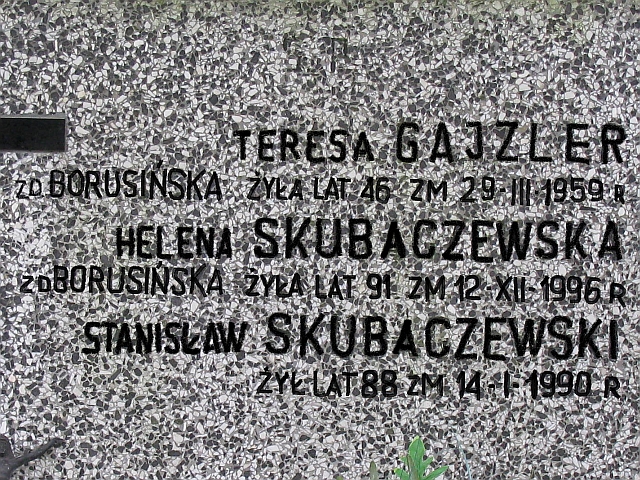 TERESA GAJZLER
ZD. BORUSIŃSKA ŻYŁA LAT 46 ZM 29-III-1959 R
HELENA SKUBACZEWSKA
ZD BORUSIŃSKA ŻYŁA LAT 91 ZM 12-XII-1996 R
STANISŁAW SKUBACZEWSKI
ŻYŁ LAT 88 ZM 14-I-1990 R